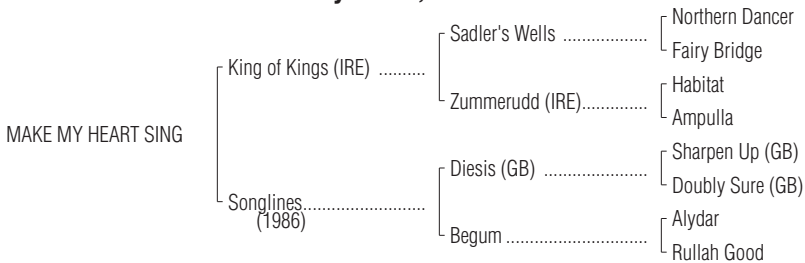 Northern Dancer
Sadler's Wells ..................
Fairy Bridge
King of Kings (IRE) ..........
Habitat
Zummerudd (IRE)..............
Ampulla
MAKE MY HEART SING
Sharpen Up (GB)
Diesis (GB) ......................
Doubly Sure (GB)
Songlines..........................
(1986)
Alydar
Begum ..............................
Rullah Good